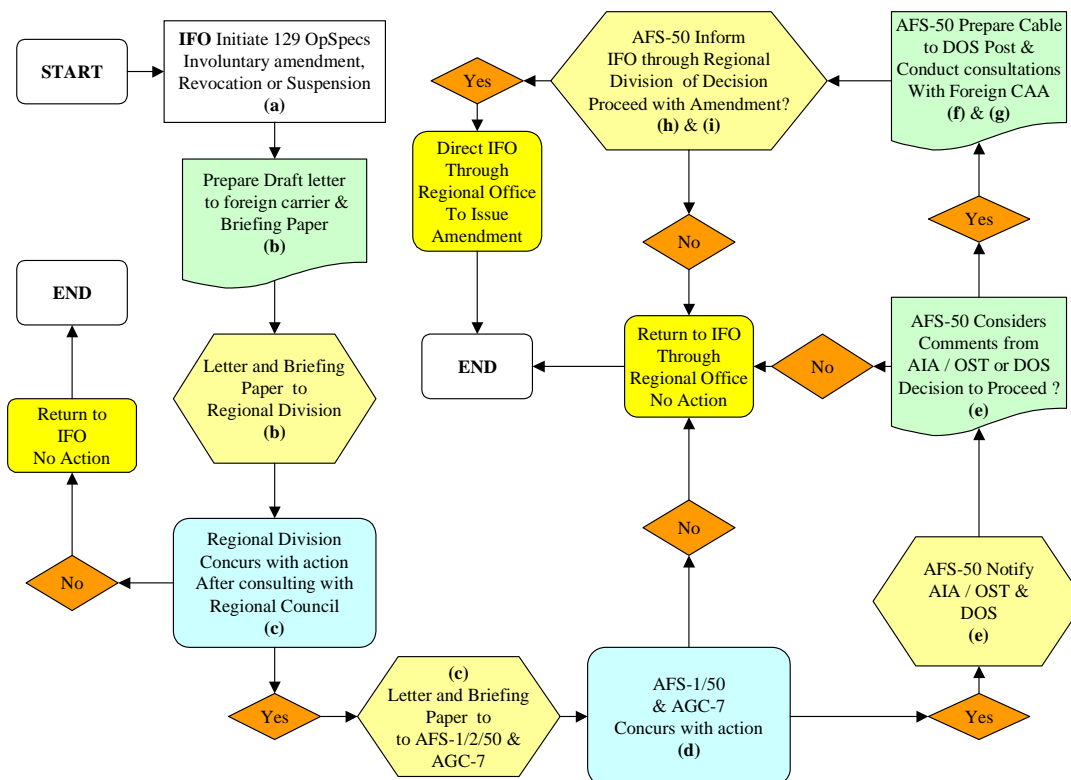 START
IFO Initiate 129 OpSpecs
Involuntary amendment,
Revocation or Suspension
(a)
Prepare Draft letter
to foreign carrier &
Briefing Paper
(b)
Letter and Briefing
Paper to
Regional Division
(b)
Regional Division
Concurs with action
After consulting with
Regional Council
(c)
No
Return to
IFO
No Action
END
Yes
(c)
Letter and Briefing
Paper to
to AFS-1/2/50 &
AGC-7
AFS-1/50
& AGC-7
Concurs with action
(d)
No
Yes
AFS-50 Notify
AIA / OST &
DOS
(e)
AFS-50 Considers
Comments from
AIA / OST or DOS
Decision to Proceed ?
(e)
No
Yes
AFS-50 Prepare Cable
to DOS Post &
Conduct consultations
With Foreign CAA
(f) & (g)
AFS-50 Inform
IFO through Regional
Division of Decision
Proceed with Amendment?
(h) & (i)
Yes
Direct IFO
Through
Regional Office
To Issue
Amendment
No
Return to IFO
Through
Regional Office
No Action
END